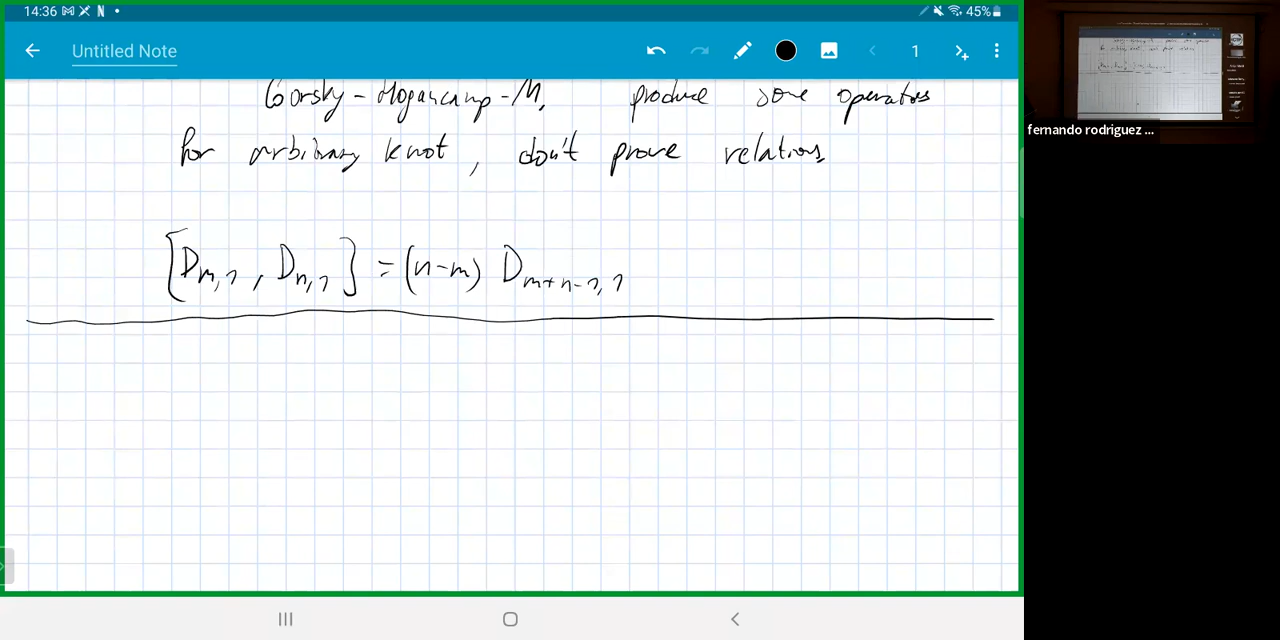 14:36
45%
Untitled Note
1
Gorsky - Hogancamp - M, produce some operators
for arbitrary knot, don't prove relations
[D_{m,1}, D_{n,1}] = (n-m) D_{m+n-1,1}
fernando rodriguez ...